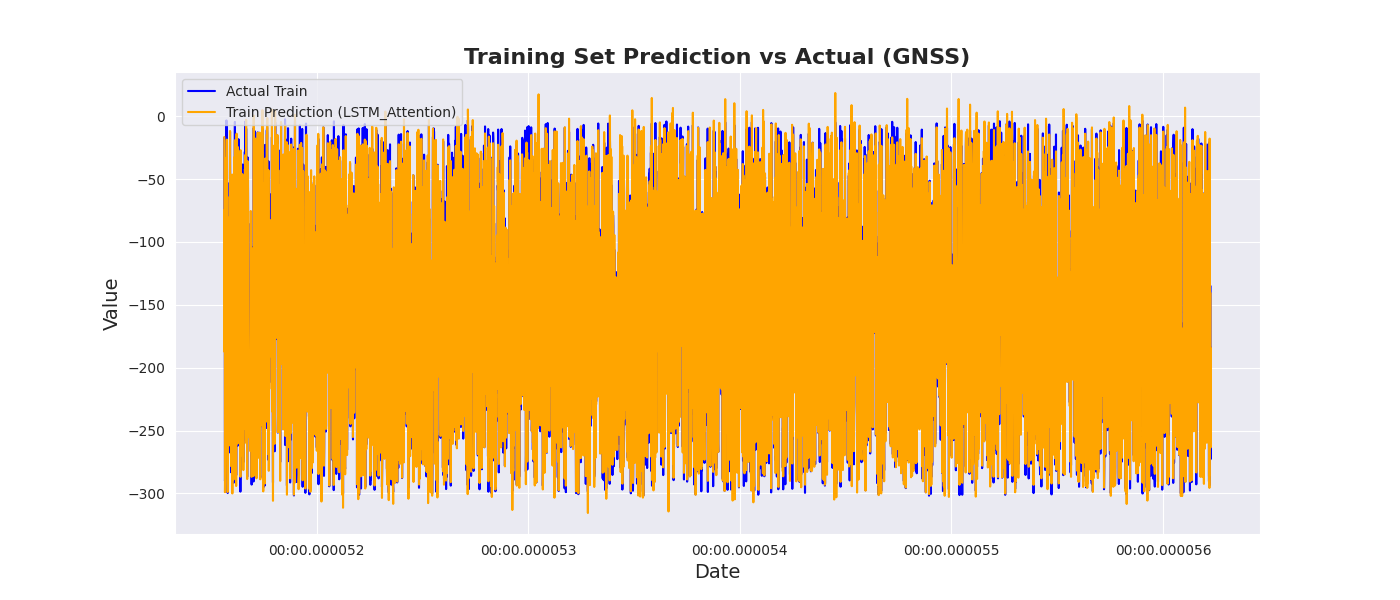 Training Set Prediction vs Actual (GNSS)
Actual Train
Train Prediction (LSTM_Attention)
Value
0
−50
−100
−150
−200
−250
−300
00:00.000052
00:00.000053
00:00.000054
00:00.000055
00:00.000056
Date